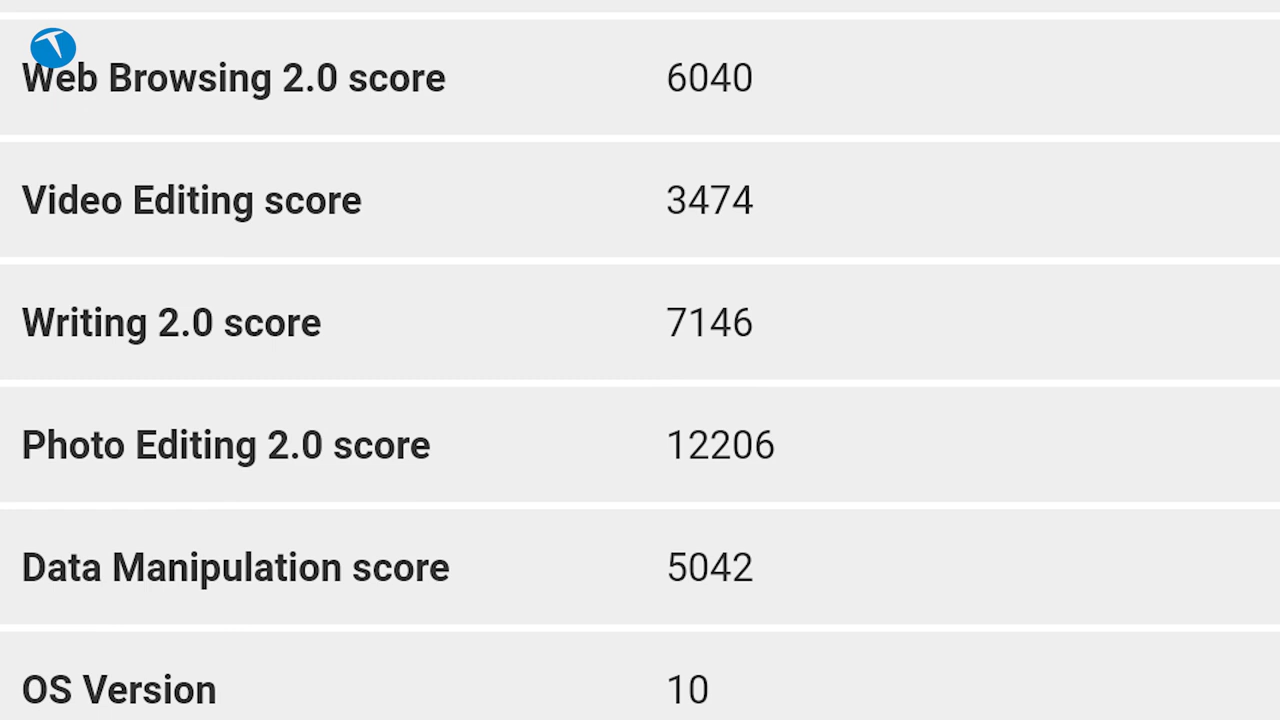 Web Browsing 2.0 score 6040
Video Editing score 3474
Writing 2.0 score 7146
Photo Editing 2.0 score 12206
Data Manipulation score 5042
OS Version 10